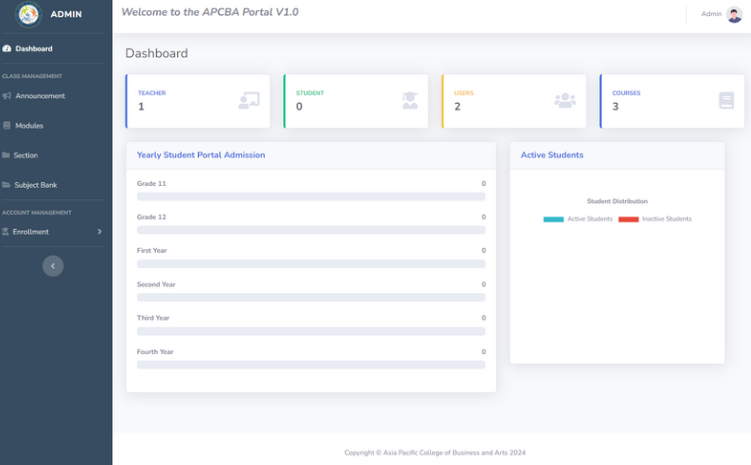 ADMIN
Welcome to the APCBA Portal V1.0
Admin
Dashboard
CLASS MANAGEMENT
Announcement
Modules
Section
Subject Bank
ACCOUNT MANAGEMENT
Enrollment
Dashboard
TEACHER
1
STUDENT
0
USERS
2
COURSES
3
Yearly Student Portal Admission
Grade 11 0
Grade 12 0
First Year 0
Second Year 0
Third Year 0
Fourth Year 0
Active Students
Student Distribution
Active Students Inactive Students
Copyright © Asia Pacific College of Business and Arts 2024